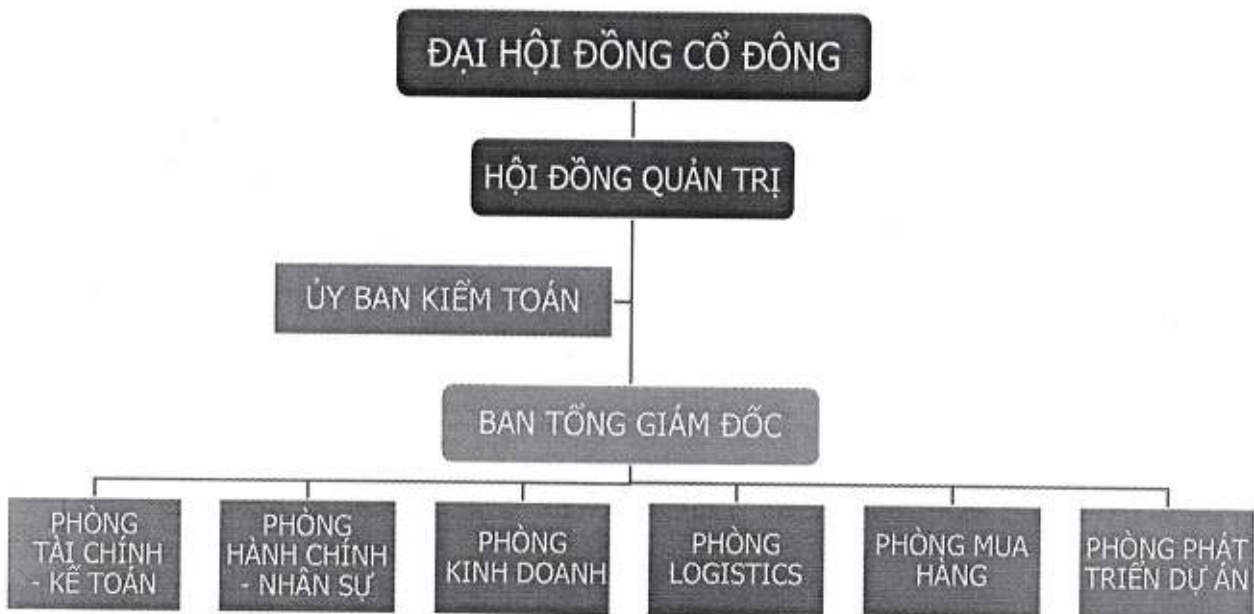 ĐẠI HỘI ĐỒNG CỔ ĐÔNG
HỘI ĐỒNG QUẢN TRỊ
ỦY BAN KIỂM TOÁN
BAN TỔNG GIÁM ĐỐC
PHÒNG
TÀI CHÍNH
- KẾ TOÁN
PHÒNG
HÀNH CHÍNH
- NHÂN SỰ
PHÒNG
KINH DOANH
PHÒNG
LOGISTICS
PHÒNG MUA
HÀNG
PHÒNG PHÁT
TRIỂN DỰ ÁN